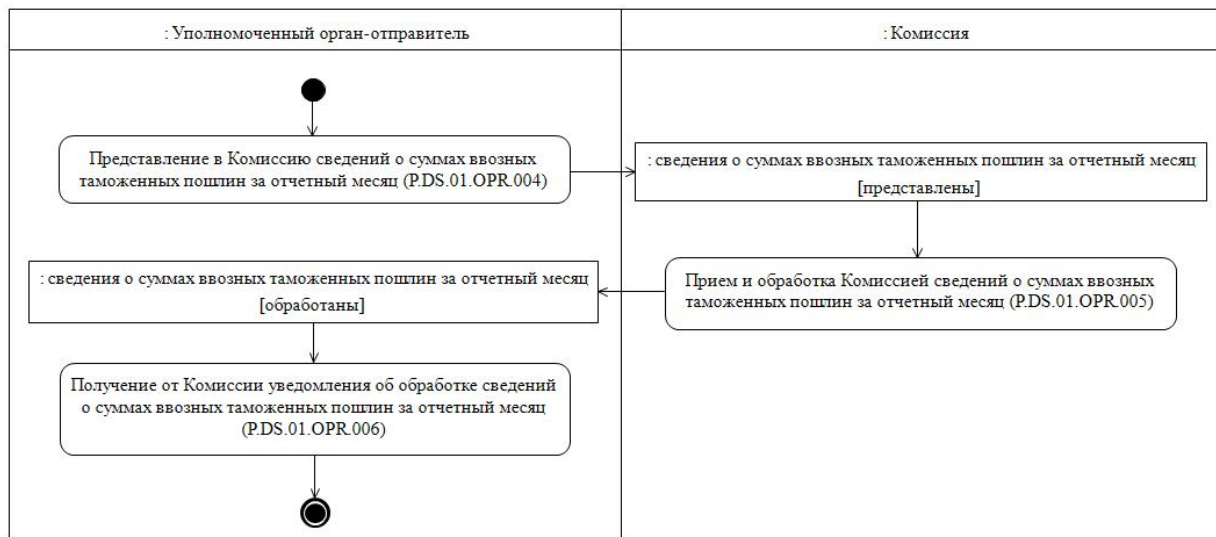 : Уполномоченный орган-отправитель
: Комиссия
Представление в Комиссию сведений о суммах ввозных
таможенных пошлин за отчетный месяц (P.DS.01.OPR.004)
: сведения о суммах ввозных таможенных пошлин за отчетный месяц
[представлены]
Прием и обработка Комиссией сведений о суммах ввозных
таможенных пошлин за отчетный месяц (P.DS.01.OPR.005)
: сведения о суммах ввозных таможенных пошлин за отчетный месяц
[обработаны]
Получение от Комиссии уведомления об обработке сведений
о суммах ввозных таможенных пошлин за отчетный месяц
(P.DS.01.OPR.006)